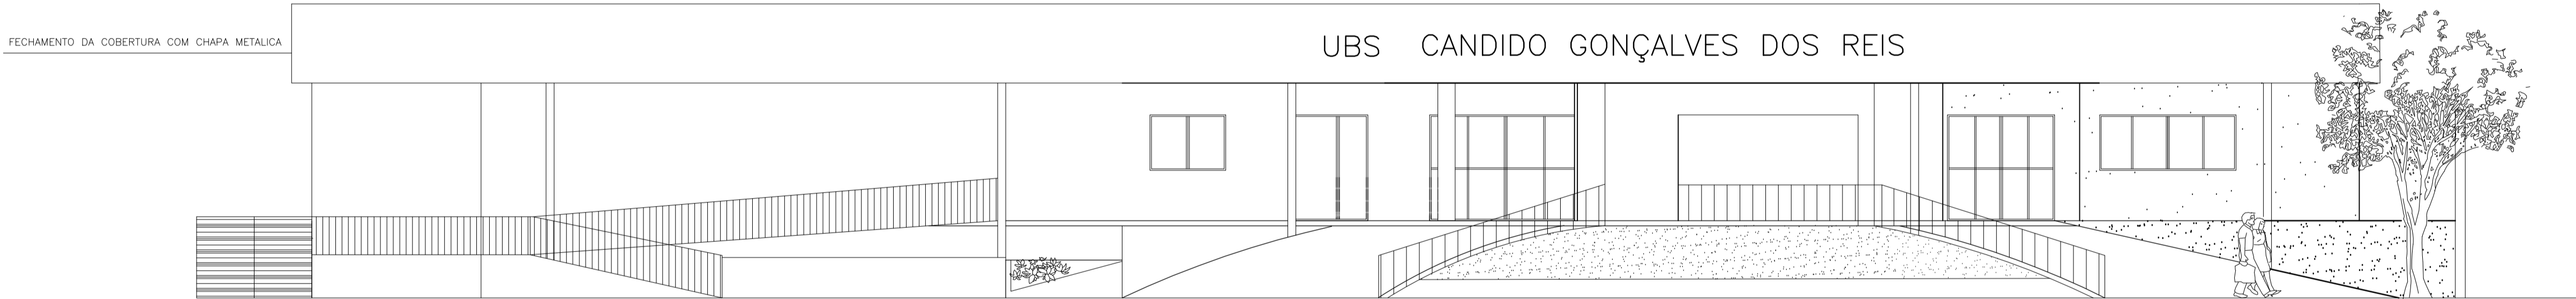 FECHAMENTO DA COBERTURA COM CHAPA METALICA
UBS CANDIDO GONÇALVES DOS REIS